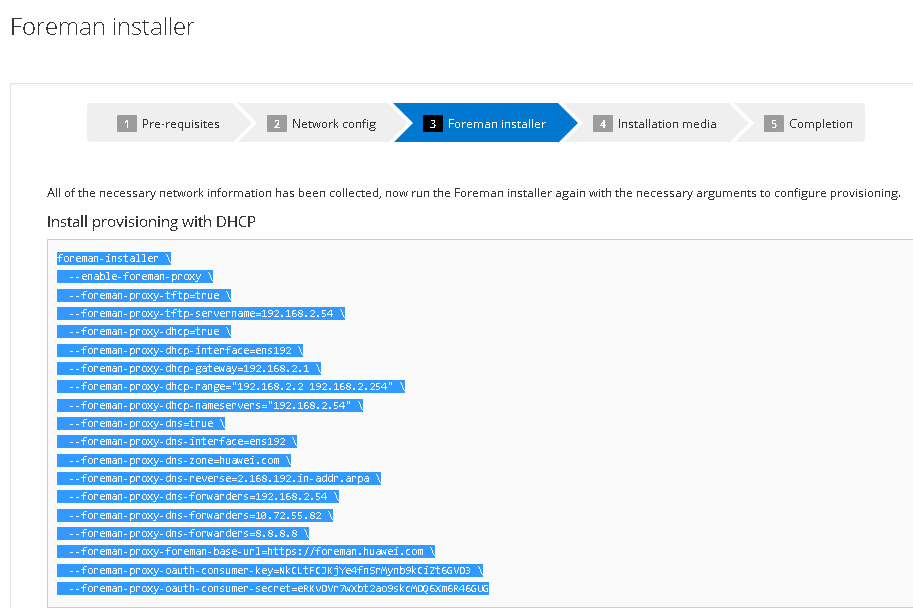 Foreman installer
1 Pre-requisites 2 Network config 3 Foreman installer 4 Installation media 5 Completion
All of the necessary network information has been collected, now run the Foreman installer again with the necessary arguments to configure provisioning.
Install provisioning with DHCP
foreman-installer \
--enable-foreman-proxy \
--foreman-proxy-tftp=true \
--foreman-proxy-tftp-servername=192.168.2.54 \
--foreman-proxy-dhcp=true \
--foreman-proxy-dhcp-interface=ens192 \
--foreman-proxy-dhcp-gateway=192.168.2.1 \
--foreman-proxy-dhcp-range="192.168.2.2 192.168.2.254" \
--foreman-proxy-dhcp-nameservers="192.168.2.54" \
--foreman-proxy-dns=true \
--foreman-proxy-dns-interface=ens192 \
--foreman-proxy-dns-zone=huawei.com \
--foreman-proxy-dns-reverse=2.168.192.in-addr.arpa \
--foreman-proxy-dns-forwarders=192.168.2.54 \
--foreman-proxy-dns-forwarders=10.72.55.82 \
--foreman-proxy-dns-forwarders=8.8.8.8 \
--foreman-proxy-foreman-base-url=https://foreman.huawei.com \
--foreman-proxy-oauth-consumer-key=NkCLtFCJKjYe4fnSrMynb9kCiZt6GVD3 \
--foreman-proxy-oauth-consumer-secret=eRKvDVr7WXbt2ao9skcMDQ6Xm6R46GUG